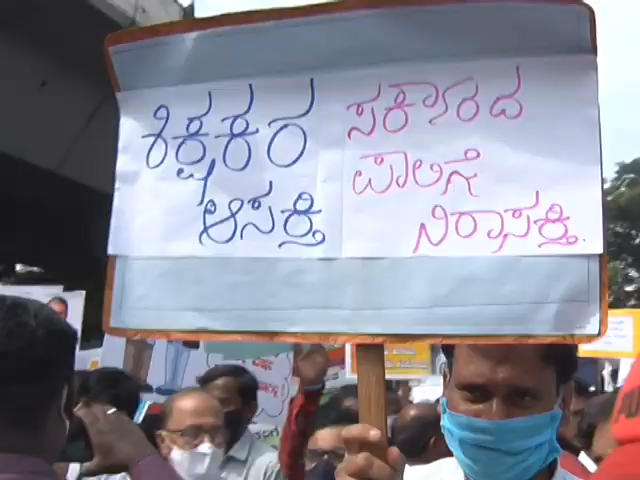 ಶಿಕ್ಷಕರ
ಆಸಕ್ತಿ
ಸರ್ಕಾರದ
ಪಾಲಿಗೆ
ನಿರಾಸಕ್ತಿ.